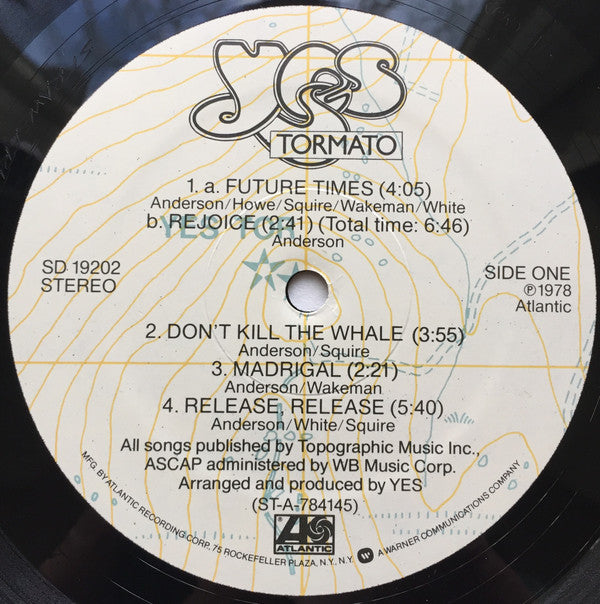 YES
TORMATO
1. a. FUTURE TIMES (4:05)
Anderson/Howe/Squire/Wakeman/White
b. REJOICE (2:41) (Total time: 6:46)
Anderson
YES TOR
SD 19202
STEREO
SIDE ONE
℗1978
Atlantic
2. DON'T KILL THE WHALE (3:55)
Anderson/Squire
3. MADRIGAL (2:21)
Anderson/Wakeman
4. RELEASE, RELEASE (5:40)
Anderson/White/Squire
All songs published by Topographic Music Inc.,
ASCAP administered by WB Music Corp.
Arranged and produced by YES
(ST-A-784145)
ATLANTIC
MFG. BY ATLANTIC RECORDING CORP. 75 ROCKEFELLER PLAZA, N.Y., N.Y. A WARNER COMMUNICATIONS COMPANY